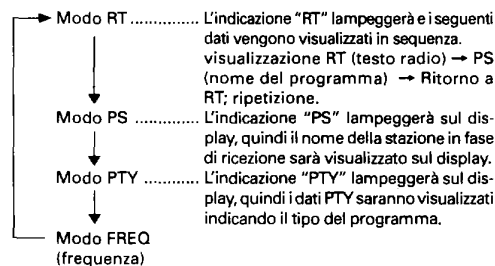 Modo RT .............. L'indicazione "RT" lampeggerà e i seguenti
dati vengono visualizzati in sequenza.
visualizzazione RT (testo radio) → PS
(nome del programma) → Ritorno a
RT; ripetizione.
Modo PS ............. L'indicazione "PS" lampeggerà sul dis-
play, quindi il nome della stazione in fase
di ricezione sarà visualizzato sul display.
Modo PTY ........... L'indicazione "PTY" lampeggerà sul dis-
play, quindi i dati PTY saranno visualizzati
indicando il tipo del programma.
Modo FREQ
(frequenza)